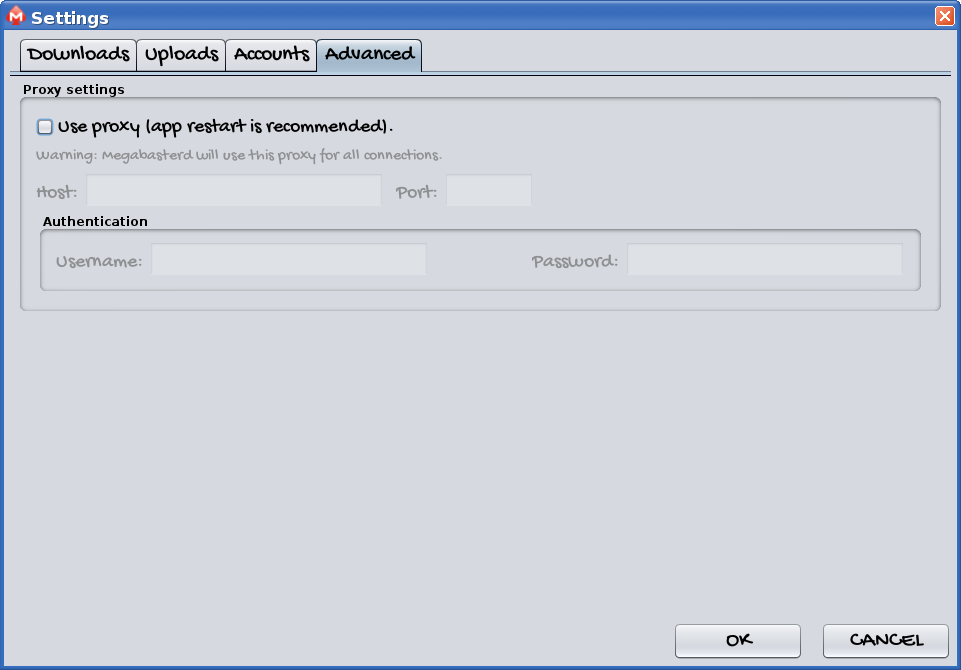 Settings
Downloads Uploads Accounts Advanced
Proxy settings
Use proxy (app restart is recommended).
Warning: Megabasterd will use this proxy for all connections.
Host: Port:
Authentication
Username: Password:
OK CANCEL